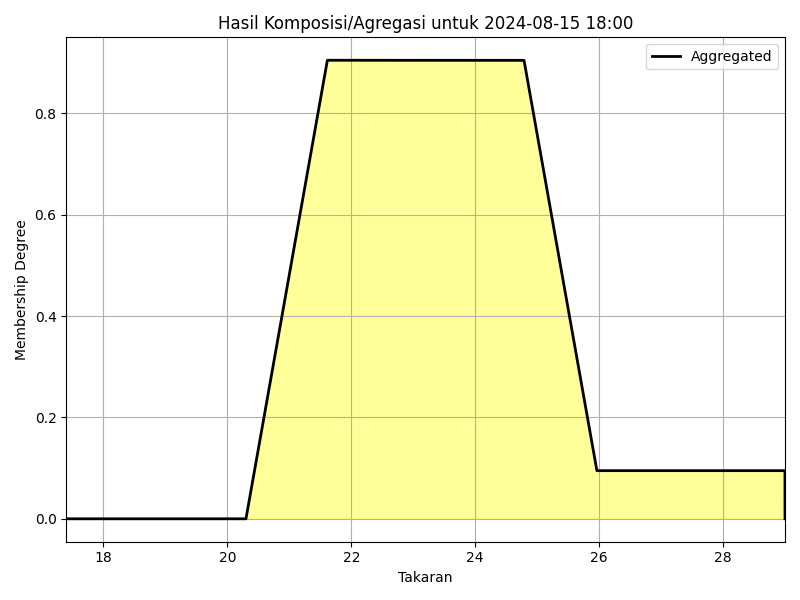 Hasil Komposisi/Agregasi untuk 2024-08-15 18:00
Aggregated
Membership Degree
0.8
0.6
0.4
0.2
0.0
18 20 22 24 26 28
Takaran